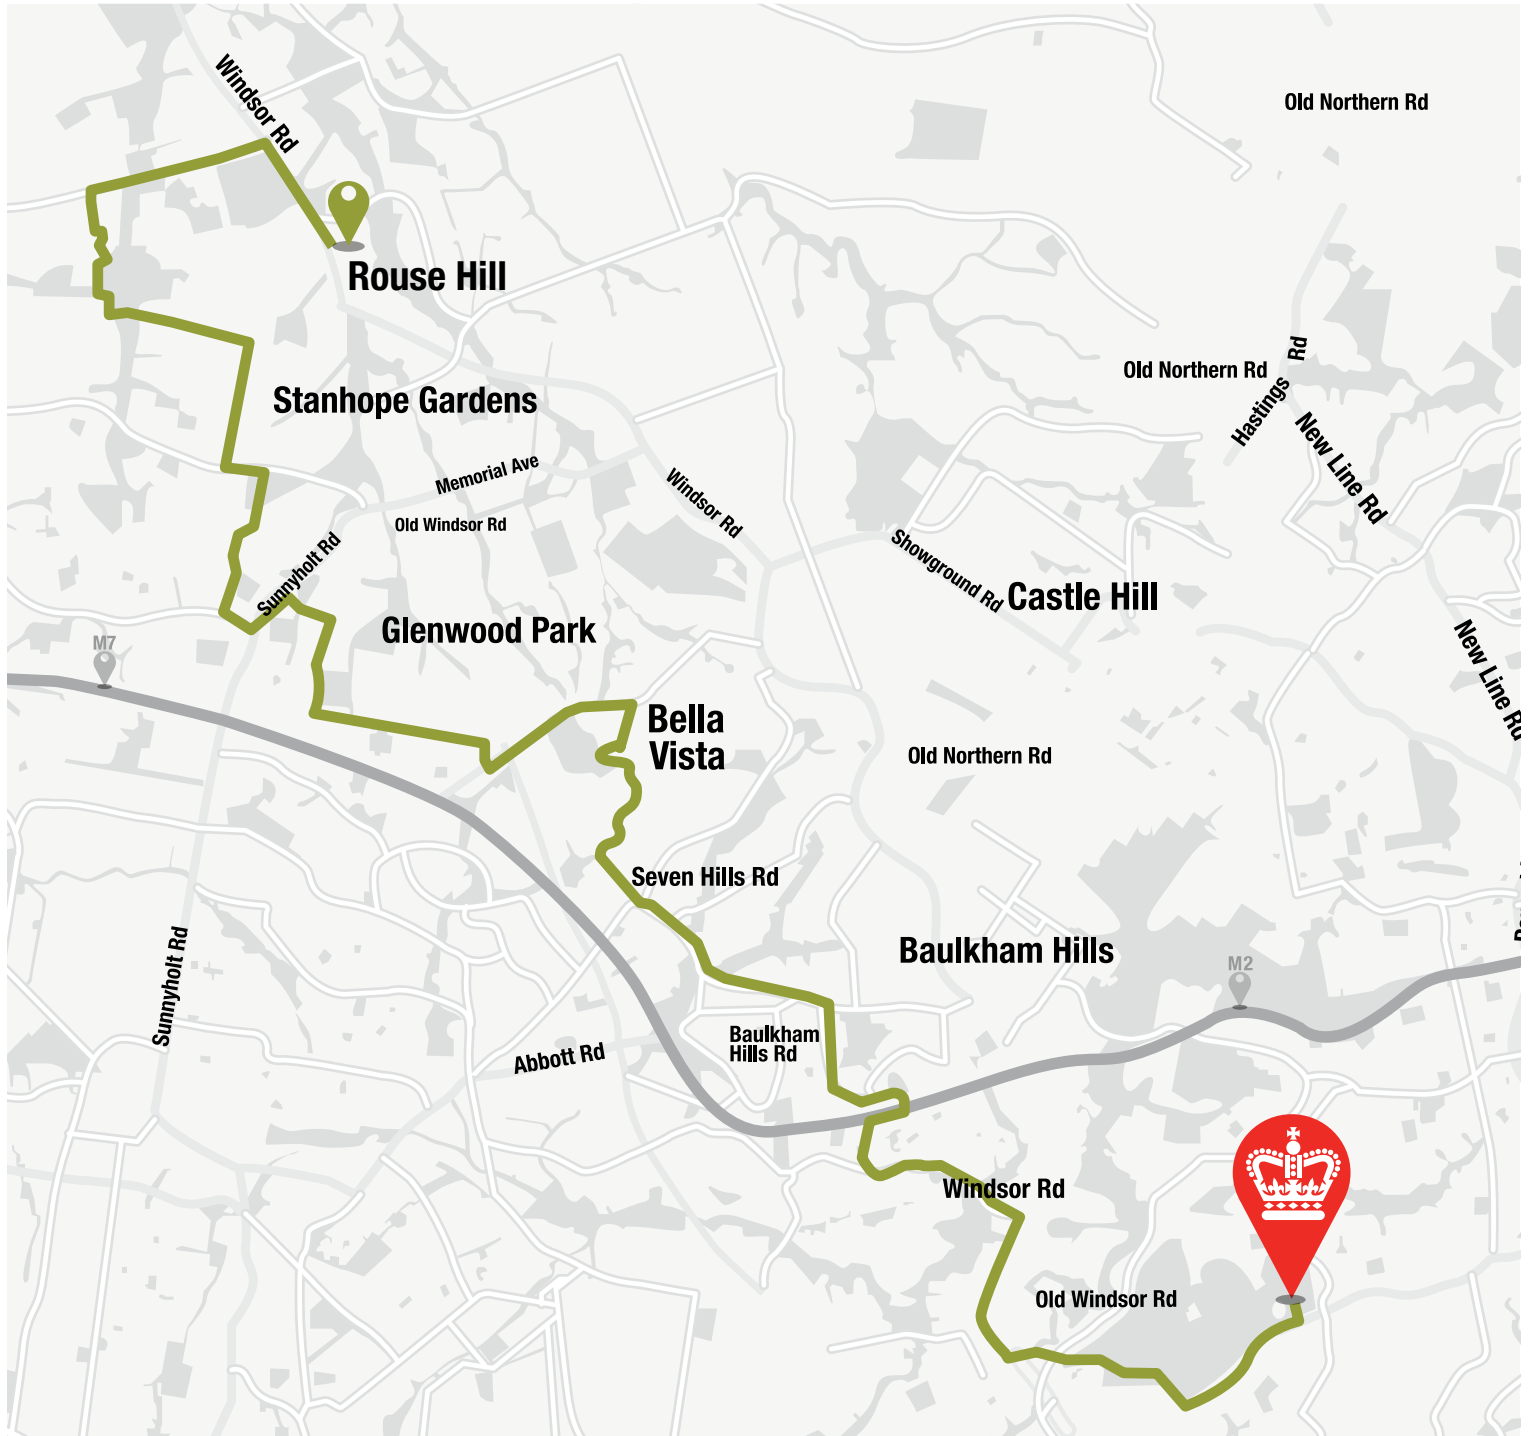 Windsor Rd
Old Northern Rd
Rouse Hill
Old Northern Rd
Hastings Rd
Stanhope Gardens
New Line Rd
Memorial Ave
Windsor Rd
Old Windsor Rd
Sunnyholt Rd
Showground Rd
Castle Hill
Glenwood Park
M7
New Line Rd
Bella
Vista
Old Northern Rd
Seven Hills Rd
Sunnyholt Rd
Baulkham Hills
M2
Baulkham
Hills Rd
Abbott Rd
Windsor Rd
Old Windsor Rd